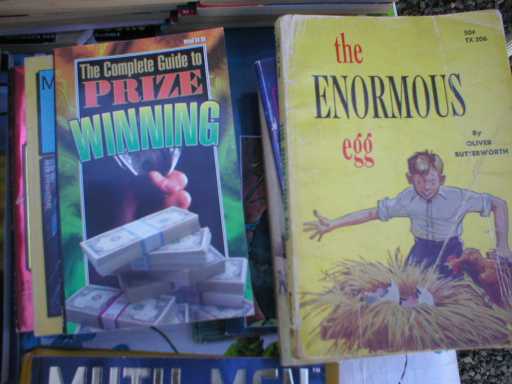 The Complete Guide to
PRIZE
WINNING
the
ENORMOUS
egg
50¢
TX 206
By
OLIVER
BUTTERWORTH
M